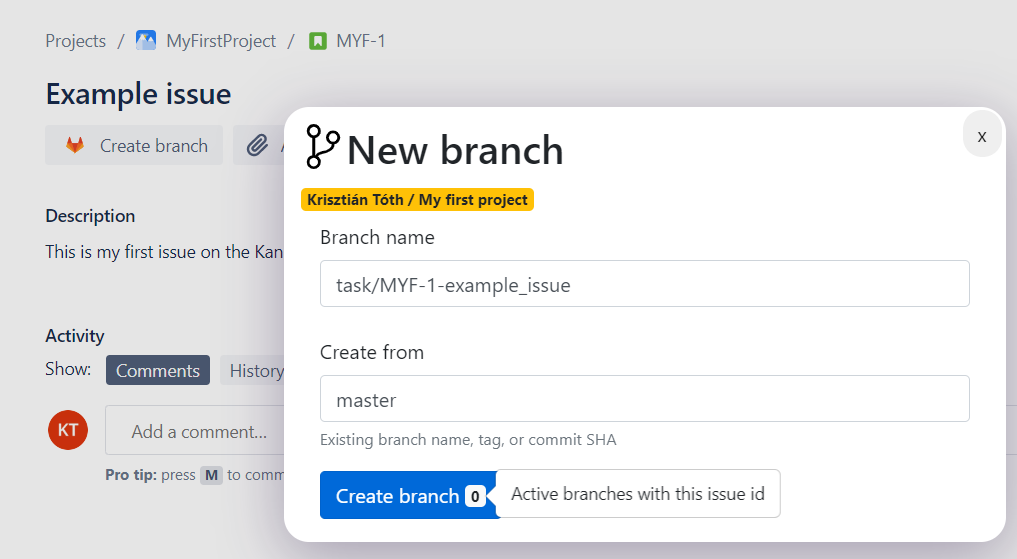 Projects / MyFirstProject / MYF-1
Example issue
Create branch
Description
This is my first issue on the Kan
Activity
Show: Comments History
KT Add a comment…
Pro tip: press M to comm
New branch
x
Krisztián Tóth / My first project
Branch name
task/MYF-1-example_issue
Create from
master
Existing branch name, tag, or commit SHA
Create branch 0
Active branches with this issue id